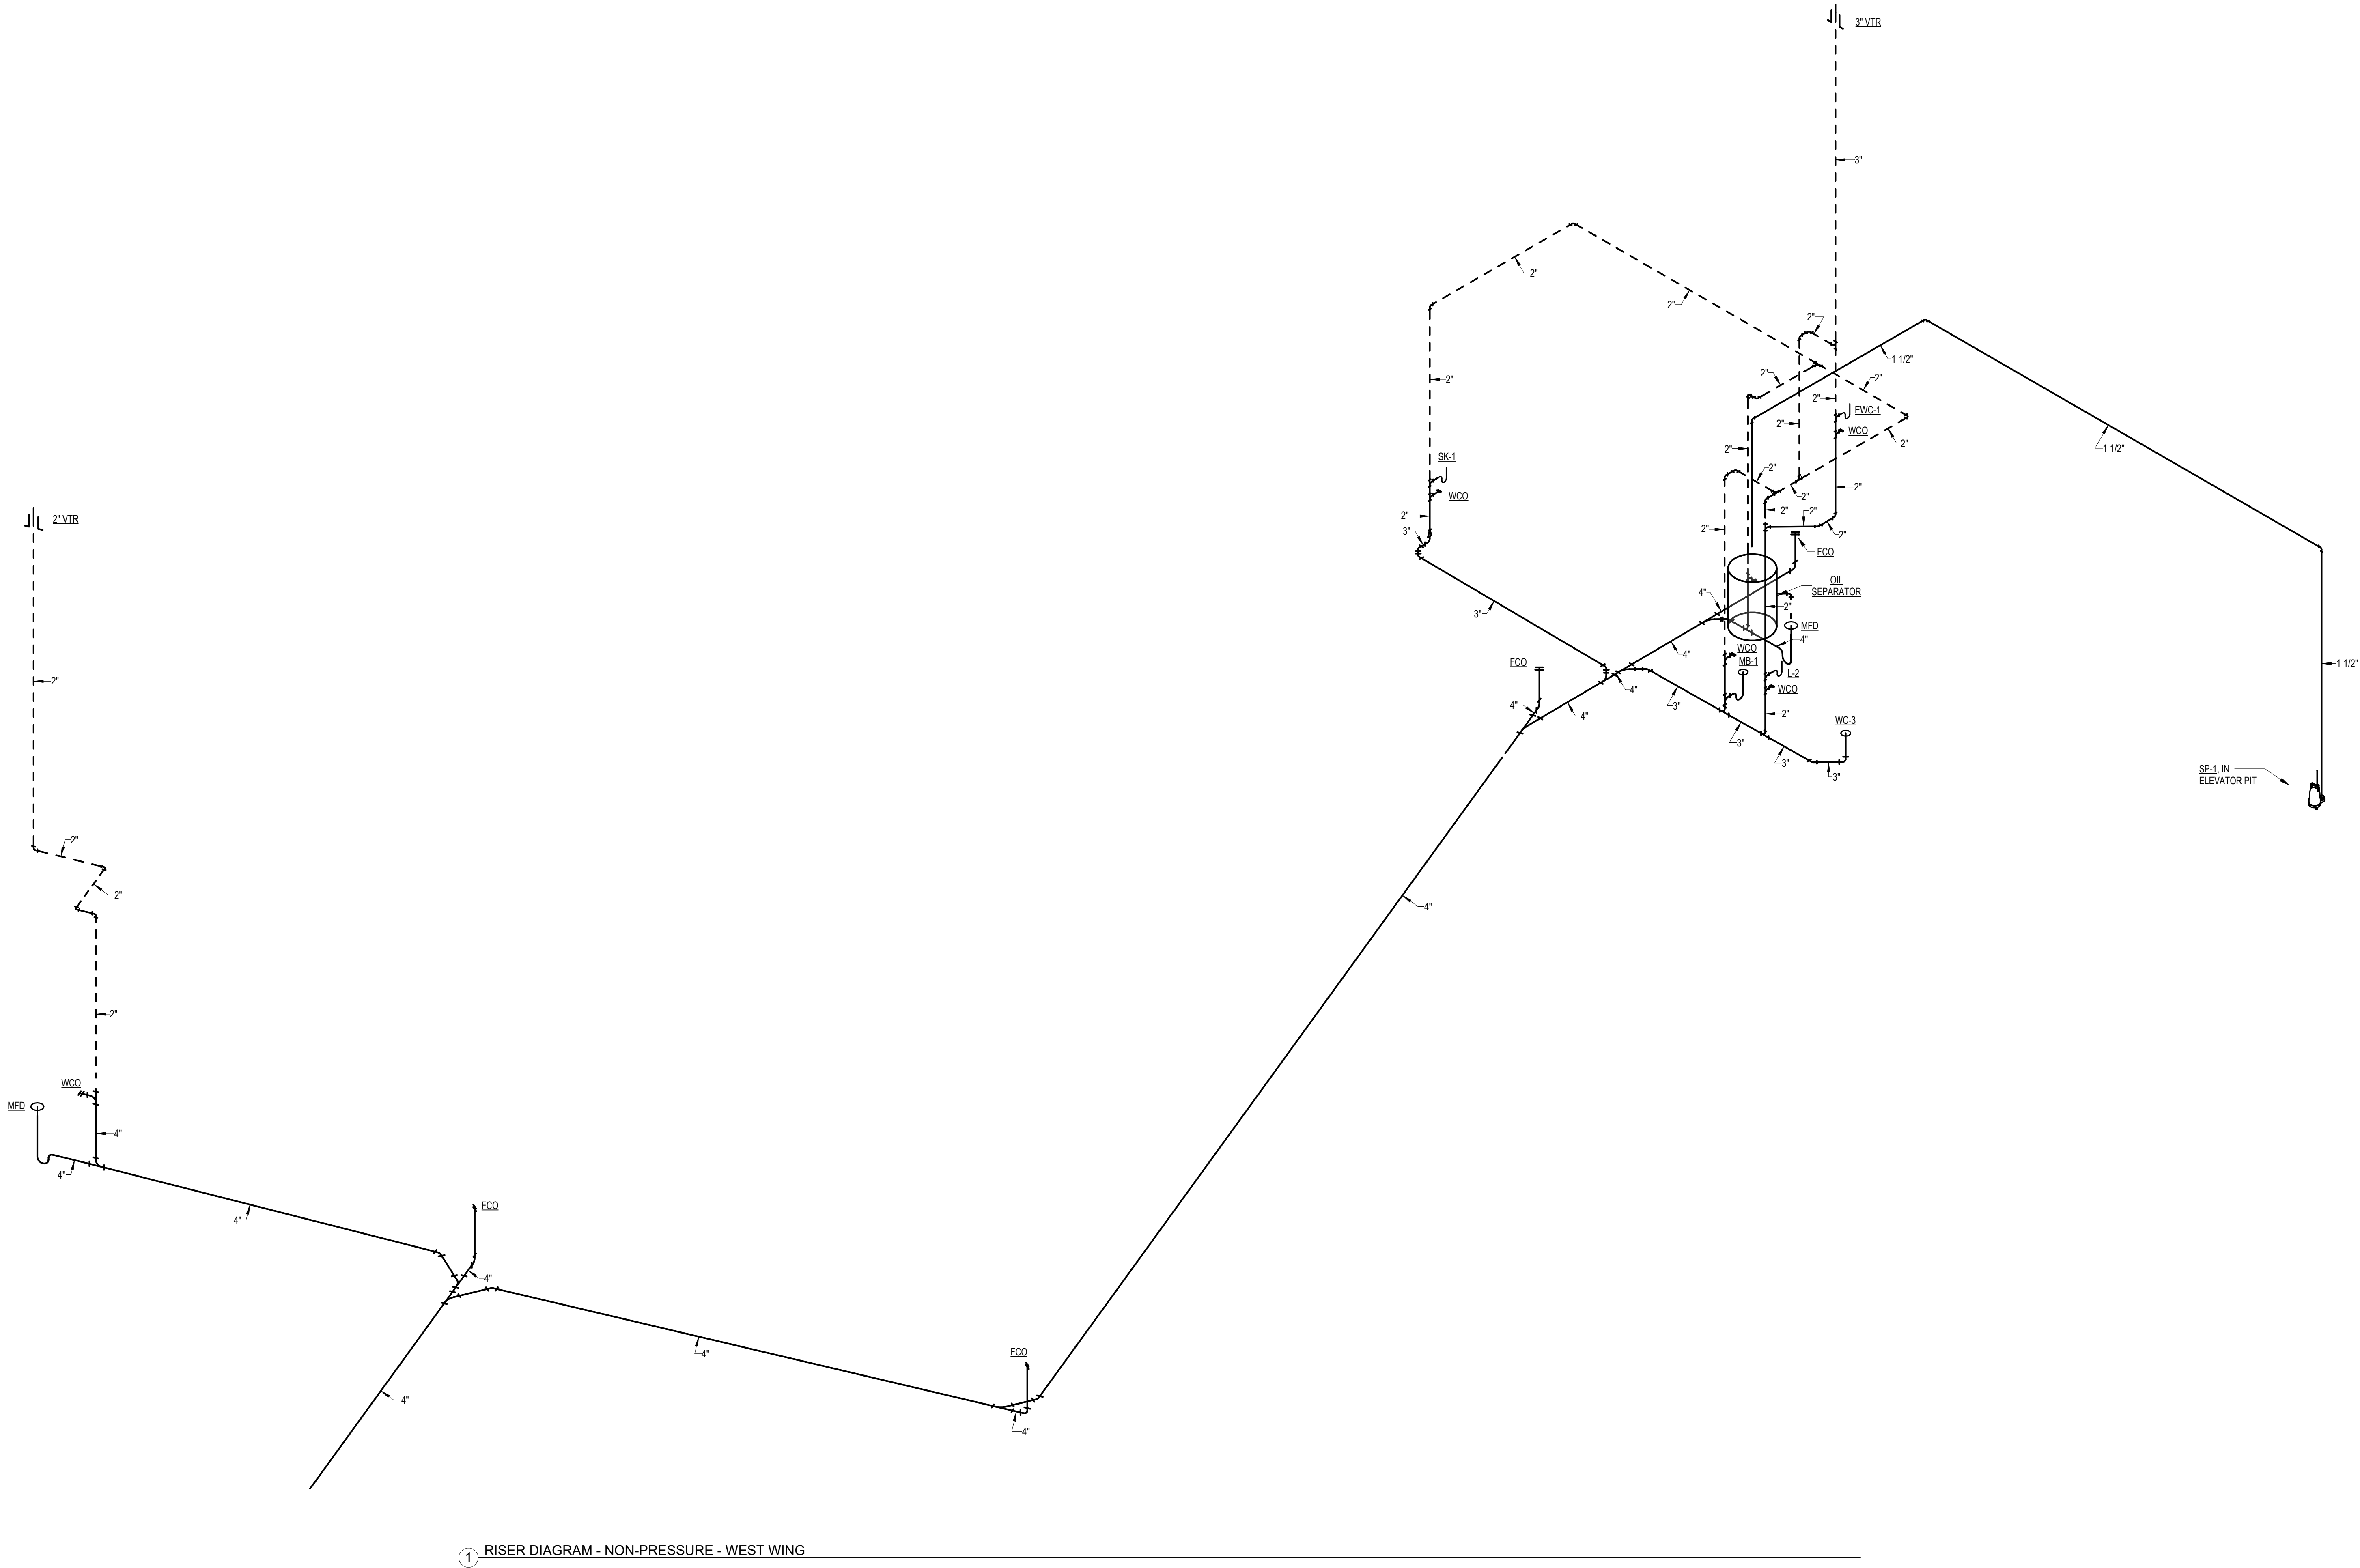 3" VTR
3"
2"
2"
2"
1 1/2"
2"
2"
2"
2"
EWC-1
2"
WCO
2"
2"
SK-1
2"
1 1/2"
2"
WCO
2"
2"
2"
2"
2"
2" VTR
2"
3"
2"
FCO
OIL
SEPARATOR
4"
2"
3"
MFD
4"
WCO
4"
FCO
MB-1
1 1/2"
L-2
2"
4"
WCO
3"
4"
4"
2"
WC-3
3"
3"
3"
SP-1, IN
ELEVATOR PIT
2"
2"
4"
2"
WCO
MFD
4"
4"
FCO
4"
4"
4"
FCO
4"
4"
1
RISER DIAGRAM - NON-PRESSURE - WEST WING